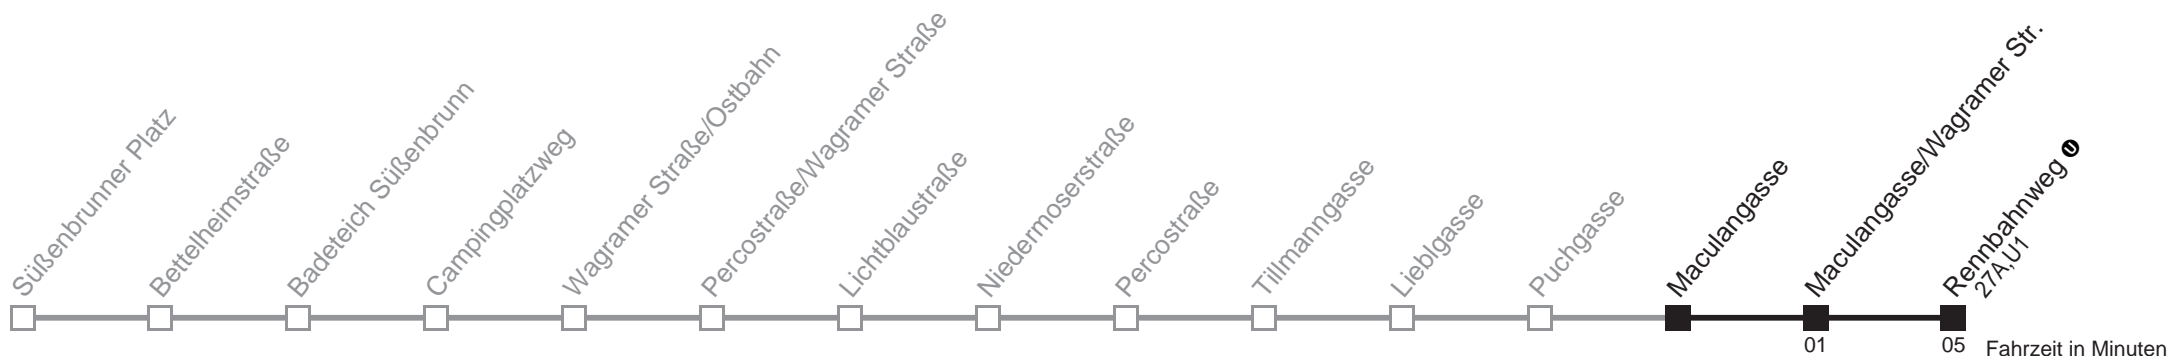 Süßenbrunner Platz
Bettelheimstraße
Badeteich Süßenbrunn
Campingplatzweg
Wagramer Straße/Ostbahn
Percostraße/Wagramer Straße
Lichtblaustraße
Niedermoserstraße
Percostraße
Tillmanngasse
Lieblgasse
Puchgasse
Maculangasse
Maculangasse/Wagramer Str.
Rennbahnweg U
27A,U1
01
05
Fahrzeit in Minuten